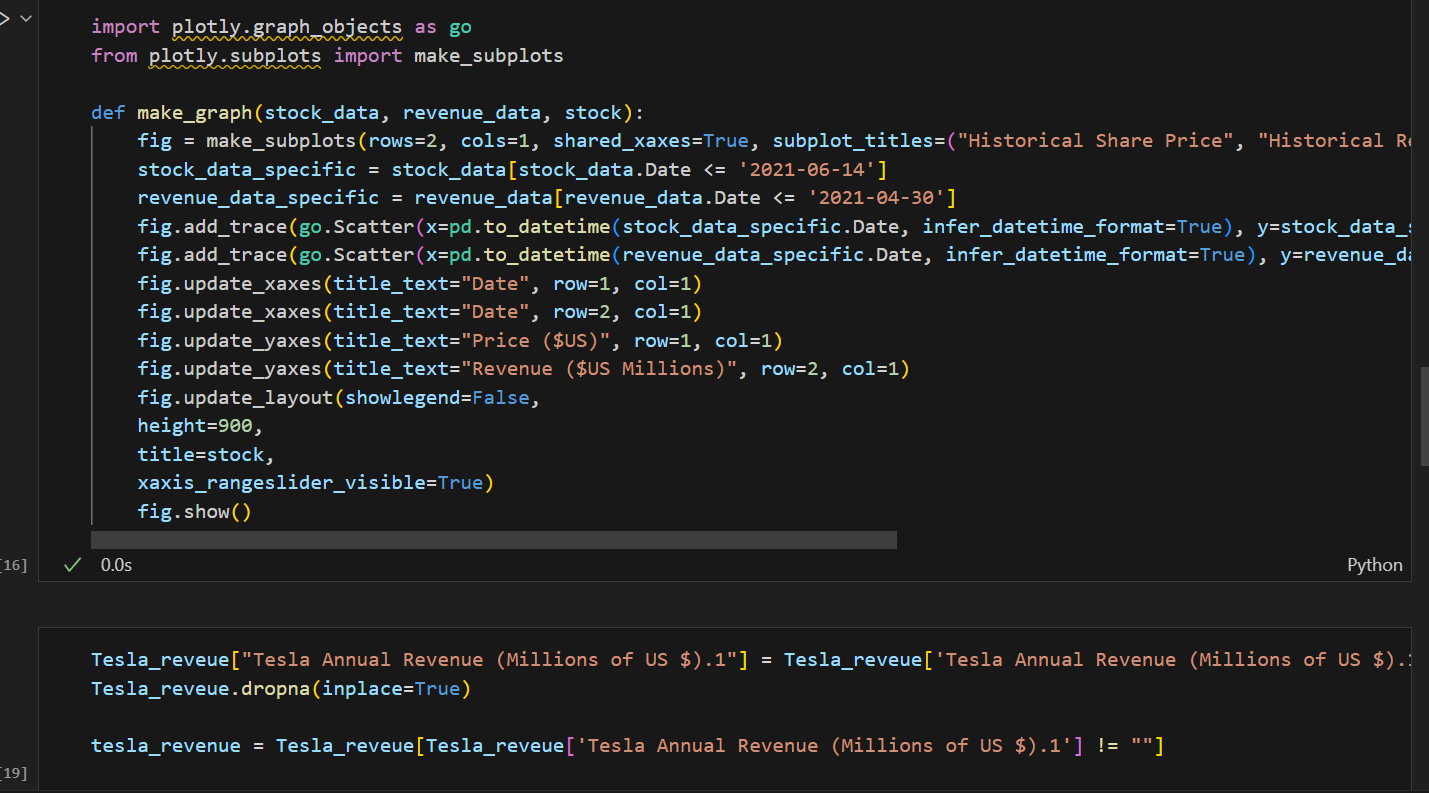 import plotly.graph_objects as go
from plotly.subplots import make_subplots
def make_graph(stock_data, revenue_data, stock):
fig = make_subplots(rows=2, cols=1, shared_xaxes=True, subplot_titles=("Historical Share Price", "Historical Re
stock_data_specific = stock_data[stock_data.Date <= '2021-06-14']
revenue_data_specific = revenue_data[revenue_data.Date <= '2021-04-30']
fig.add_trace(go.Scatter(x=pd.to_datetime(stock_data_specific.Date, infer_datetime_format=True), y=stock_data_s
fig.add_trace(go.Scatter(x=pd.to_datetime(revenue_data_specific.Date, infer_datetime_format=True), y=revenue_da
fig.update_xaxes(title_text="Date", row=1, col=1)
fig.update_xaxes(title_text="Date", row=2, col=1)
fig.update_yaxes(title_text="Price ($US)", row=1, col=1)
fig.update_yaxes(title_text="Revenue ($US Millions)", row=2, col=1)
fig.update_layout(showlegend=False,
height=900,
title=stock,
xaxis_rangeslider_visible=True)
fig.show()
[16] 0.0s Python
Tesla_reveue["Tesla Annual Revenue (Millions of US $).1"] = Tesla_reveue['Tesla Annual Revenue (Millions of US $).1
Tesla_reveue.dropna(inplace=True)
tesla_revenue = Tesla_reveue[Tesla_reveue['Tesla Annual Revenue (Millions of US $).1'] != ""]
[19]